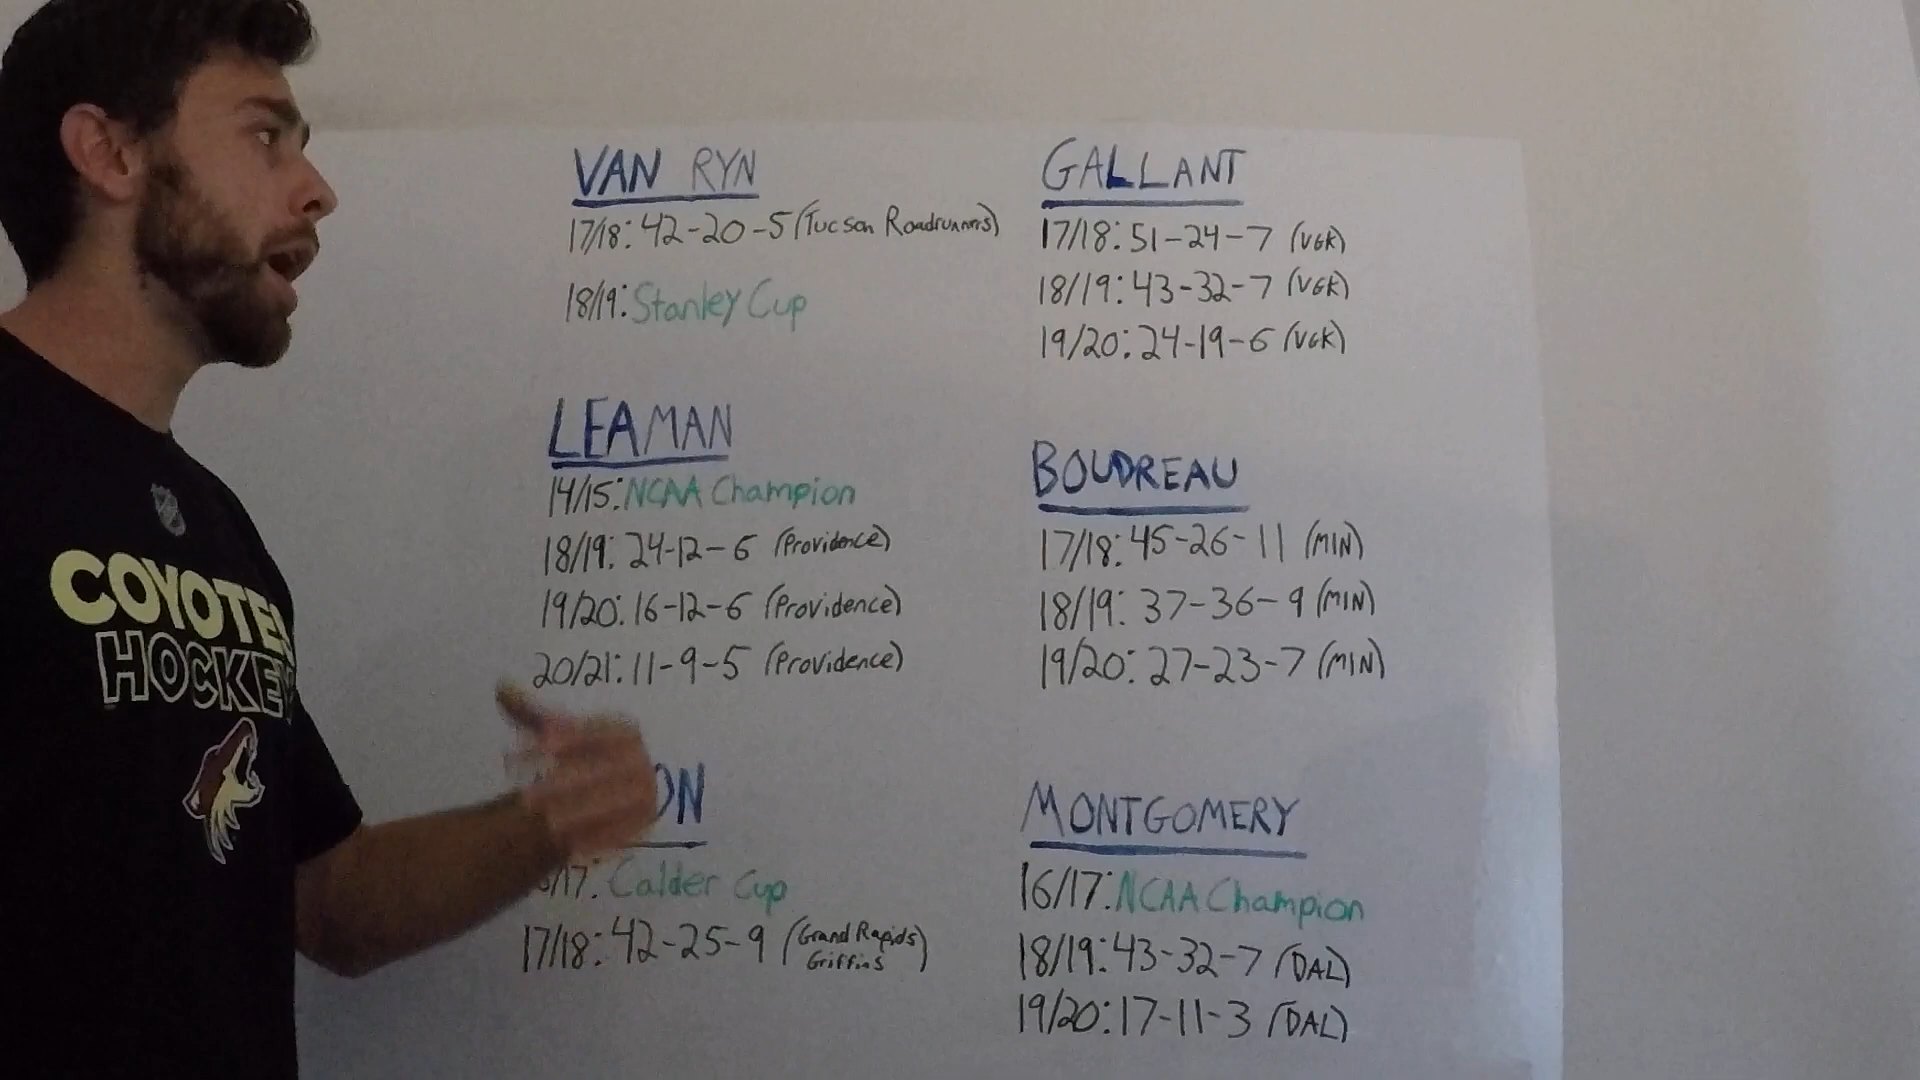 COYOTES
HOCKEY
VAN RYN
17/18: 42-20-5 (Tucson Roadrunners)
18/19: Stanley Cup
LEAMAN
14/15: NCAA Champion
18/19: 24-12-6 (Providence)
19/20: 16-12-6 (Providence)
20/21: 11-9-5 (Providence)
ON
/17: Calder Cup
17/18: 42-25-9 (Grand Rapids
Griffins)
GALLANT
17/18: 51-24-7 (VGK)
18/19: 43-32-7 (VGK)
19/20: 24-19-6 (VGK)
BOUDREAU
17/18: 45-26-11 (MIN)
18/19: 37-36-9 (MIN)
19/20: 27-23-7 (MIN)
MONTGOMERY
16/17: NCAA Champion
18/19: 43-32-7 (DAL)
19/20: 17-11-3 (DAL)